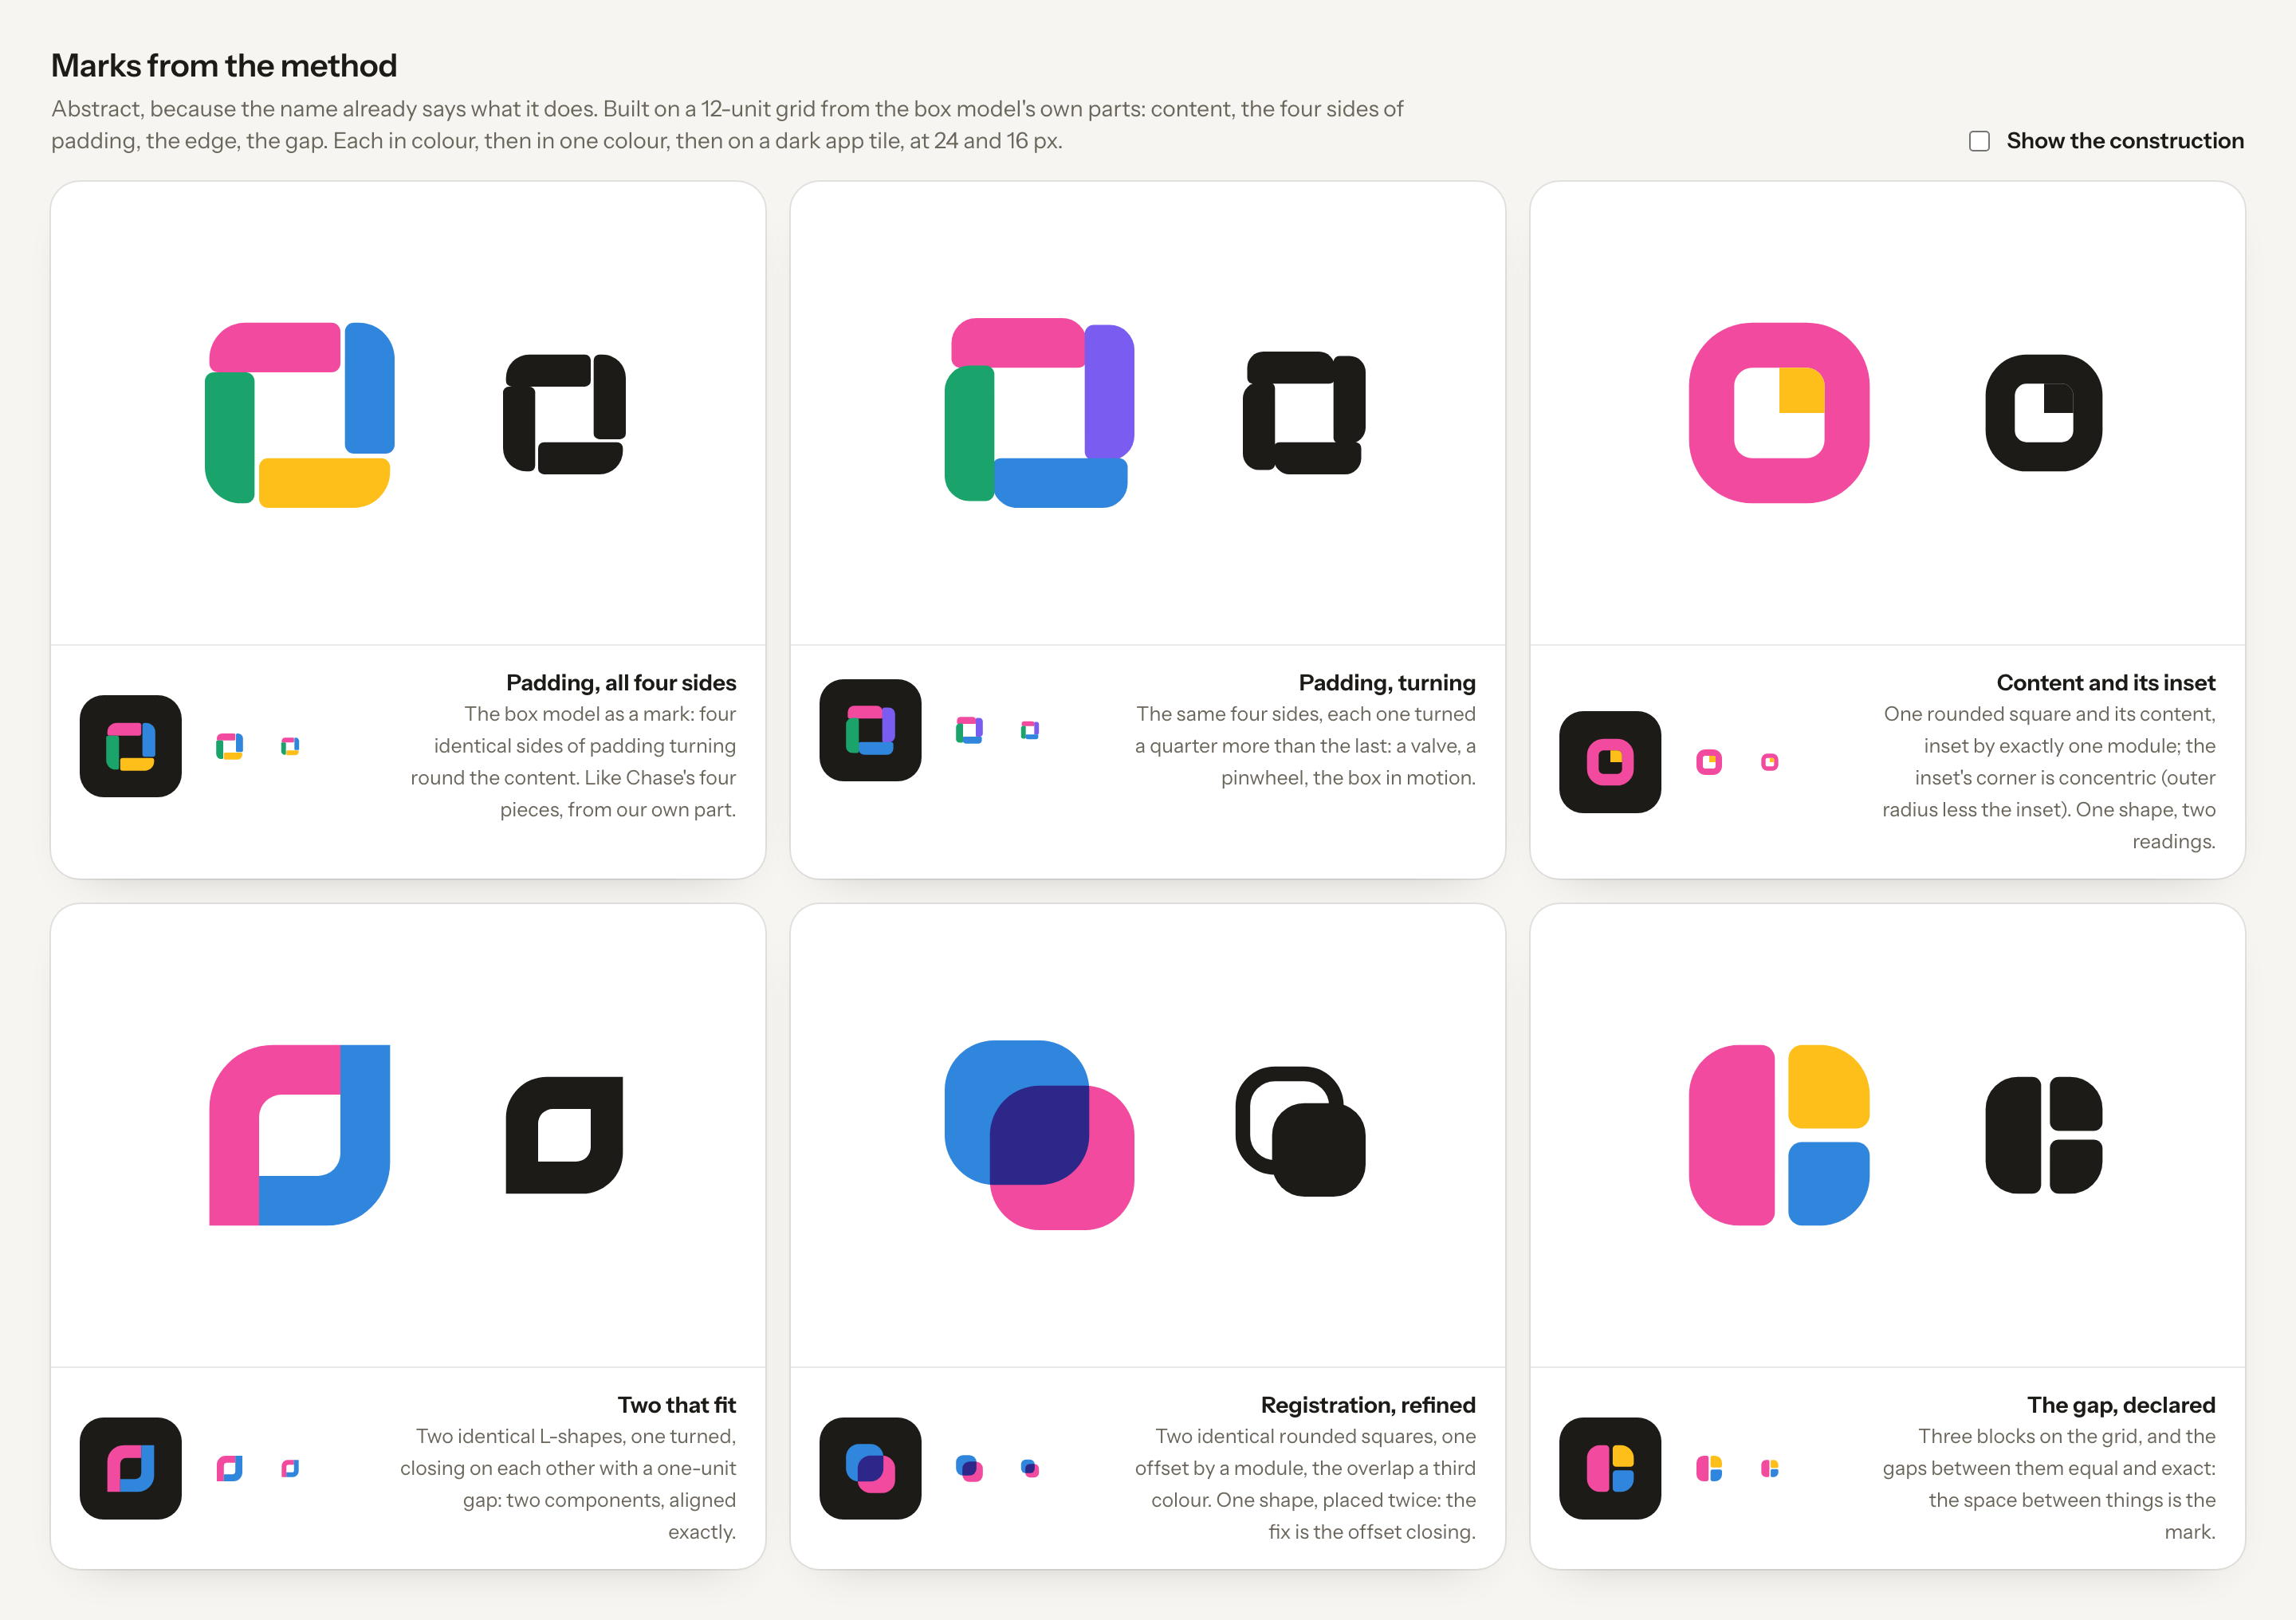 Marks from the method
Abstract, because the name already says what it does. Built on a 12-unit grid from the box model's own parts: content, the four sides of
padding, the edge, the gap. Each in colour, then in one colour, then on a dark app tile, at 24 and 16 px.
Show the construction
Padding, all four sides
The box model as a mark: four
identical sides of padding turning
round the content. Like Chase's four
pieces, from our own part.
Padding, turning
The same four sides, each one turned
a quarter more than the last: a valve, a
pinwheel, the box in motion.
Content and its inset
One rounded square and its content,
inset by exactly one module; the
inset's corner is concentric (outer
radius less the inset). One shape, two
readings.
Two that fit
Two identical L-shapes, one turned,
closing on each other with a one-unit
gap: two components, aligned
exactly.
Registration, refined
Two identical rounded squares, one
offset by a module, the overlap a third
colour. One shape, placed twice: the
fix is the offset closing.
The gap, declared
Three blocks on the grid, and the
gaps between them equal and exact:
the space between things is the
mark.